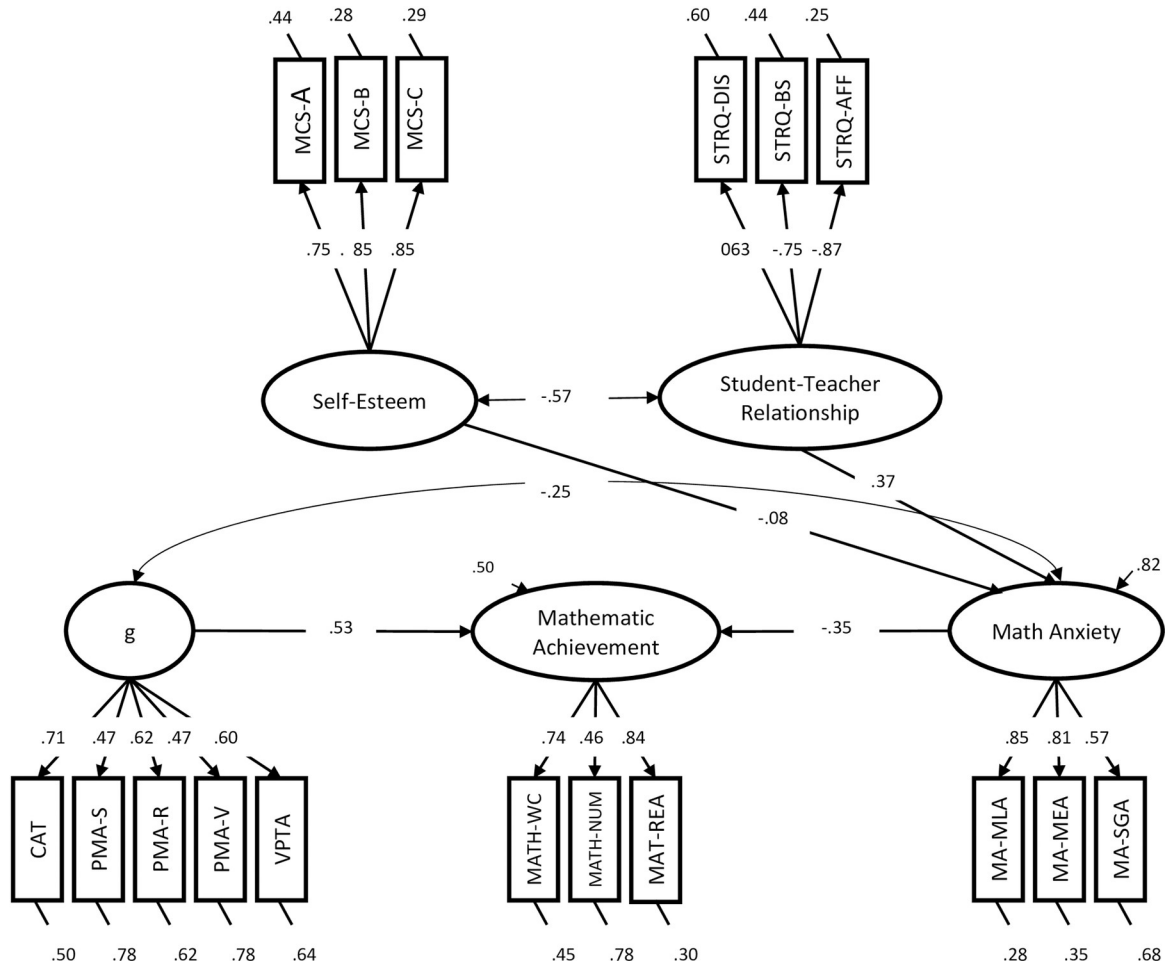 .44 .28 .29 .60 .44 .25
MCS-A
MCS-B
MCS-C
STRQ-DIS
STRQ-BS
STRQ-AFF
.75 . 85 .85 063 -.75 -.87
Self-Esteem
-.57
Student-Teacher
Relationship
-.25
.37
-.08
.50
.82
g
.53
Mathematic
Achievement
-.35
Math Anxiety
.71 .47 .62 .47 .60 .74 .46 .84 .85 .81 .57
CAT
PMA-S
PMA-R
PMA-V
VPTA
MATH-WC
MATH-NUM
MAT-REA
MA-MLA
MA-MEA
MA-SGA
.50 .78 .62 .78 .64 .45 .78 .30 .28 .35 .68